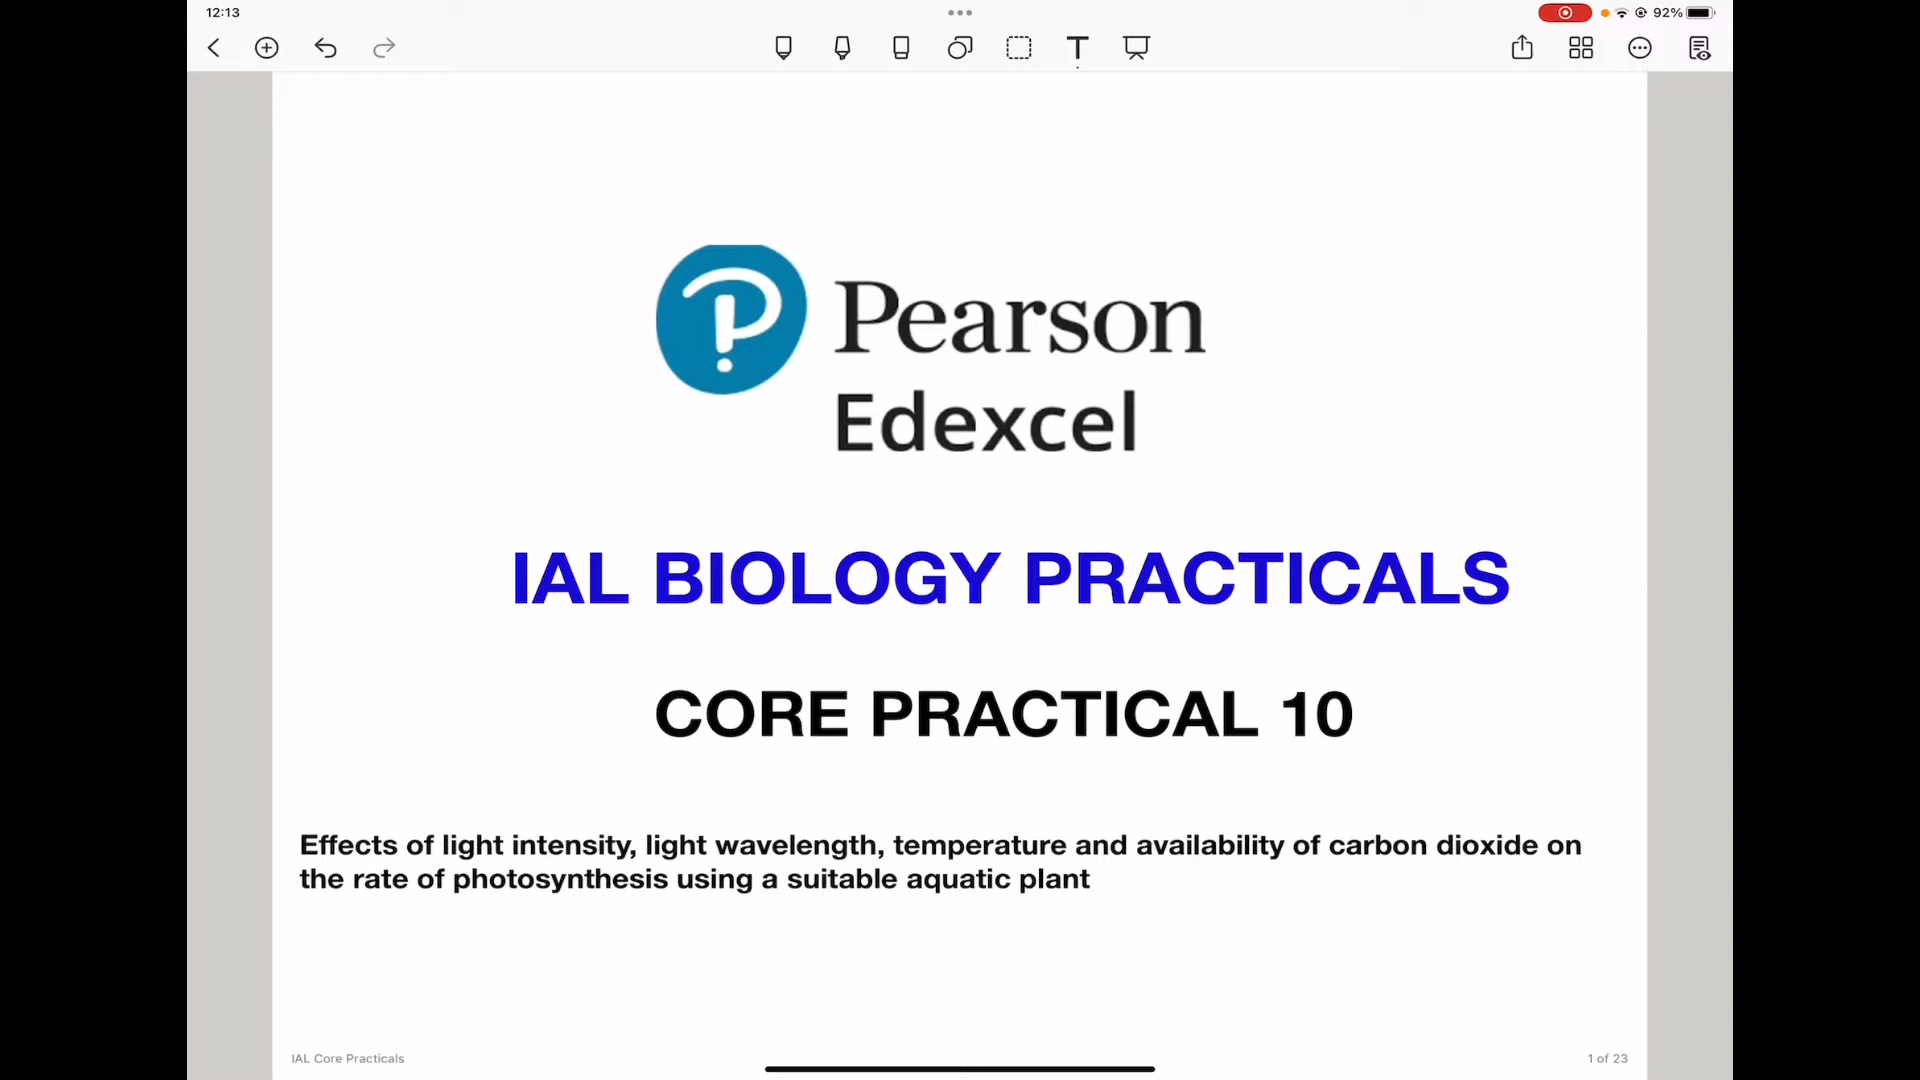 12:13
92%
T
Pearson
Edexcel
IAL BIOLOGY PRACTICALS
CORE PRACTICAL 10
Effects of light intensity, light wavelength, temperature and availability of carbon dioxide on
the rate of photosynthesis using a suitable aquatic plant
IAL Core Practicals
1 of 23